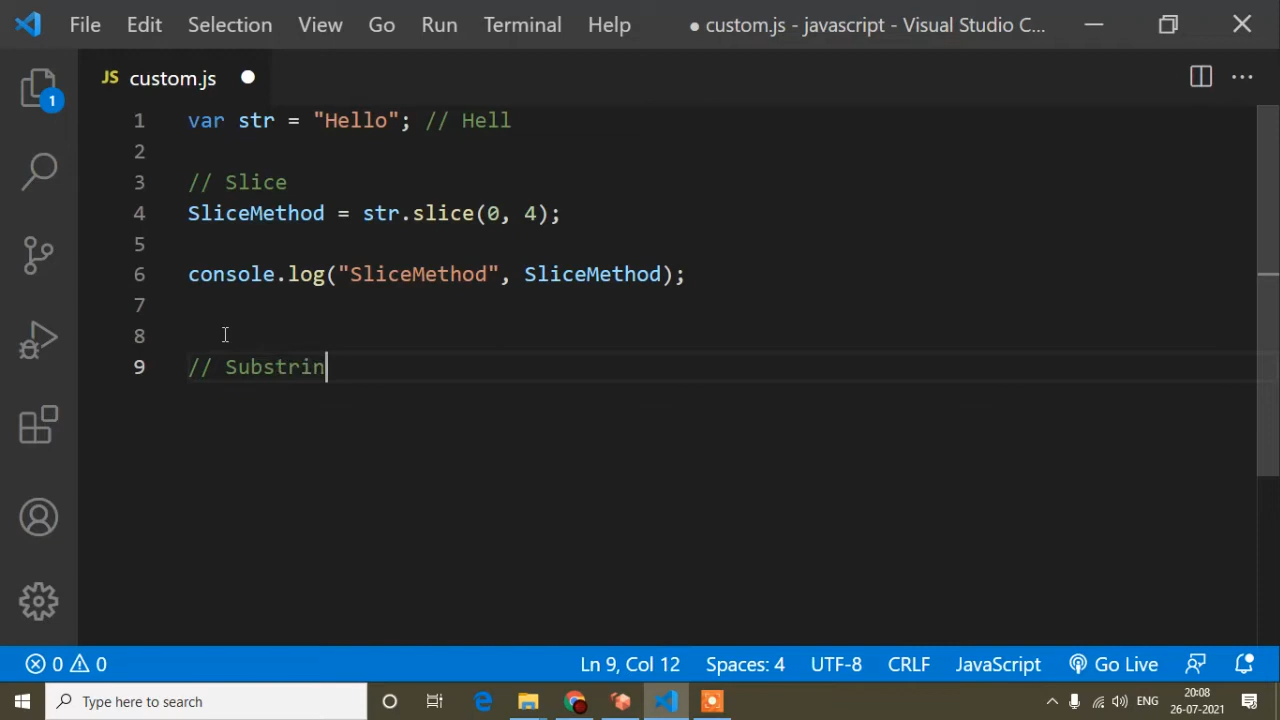 File Edit Selection View Go Run Terminal Help ● custom.js - javascript - Visual Studio C...
JS custom.js
1 var str = "Hello"; // Hell
2
3 // Slice
4 SliceMethod = str.slice(0, 4);
5
6 console.log("SliceMethod", SliceMethod);
7
8
9 // Substrin
1
0 0 Ln 9, Col 12 Spaces: 4 UTF-8 CRLF JavaScript Go Live
Type here to search ENG 20:08
26-07-2021